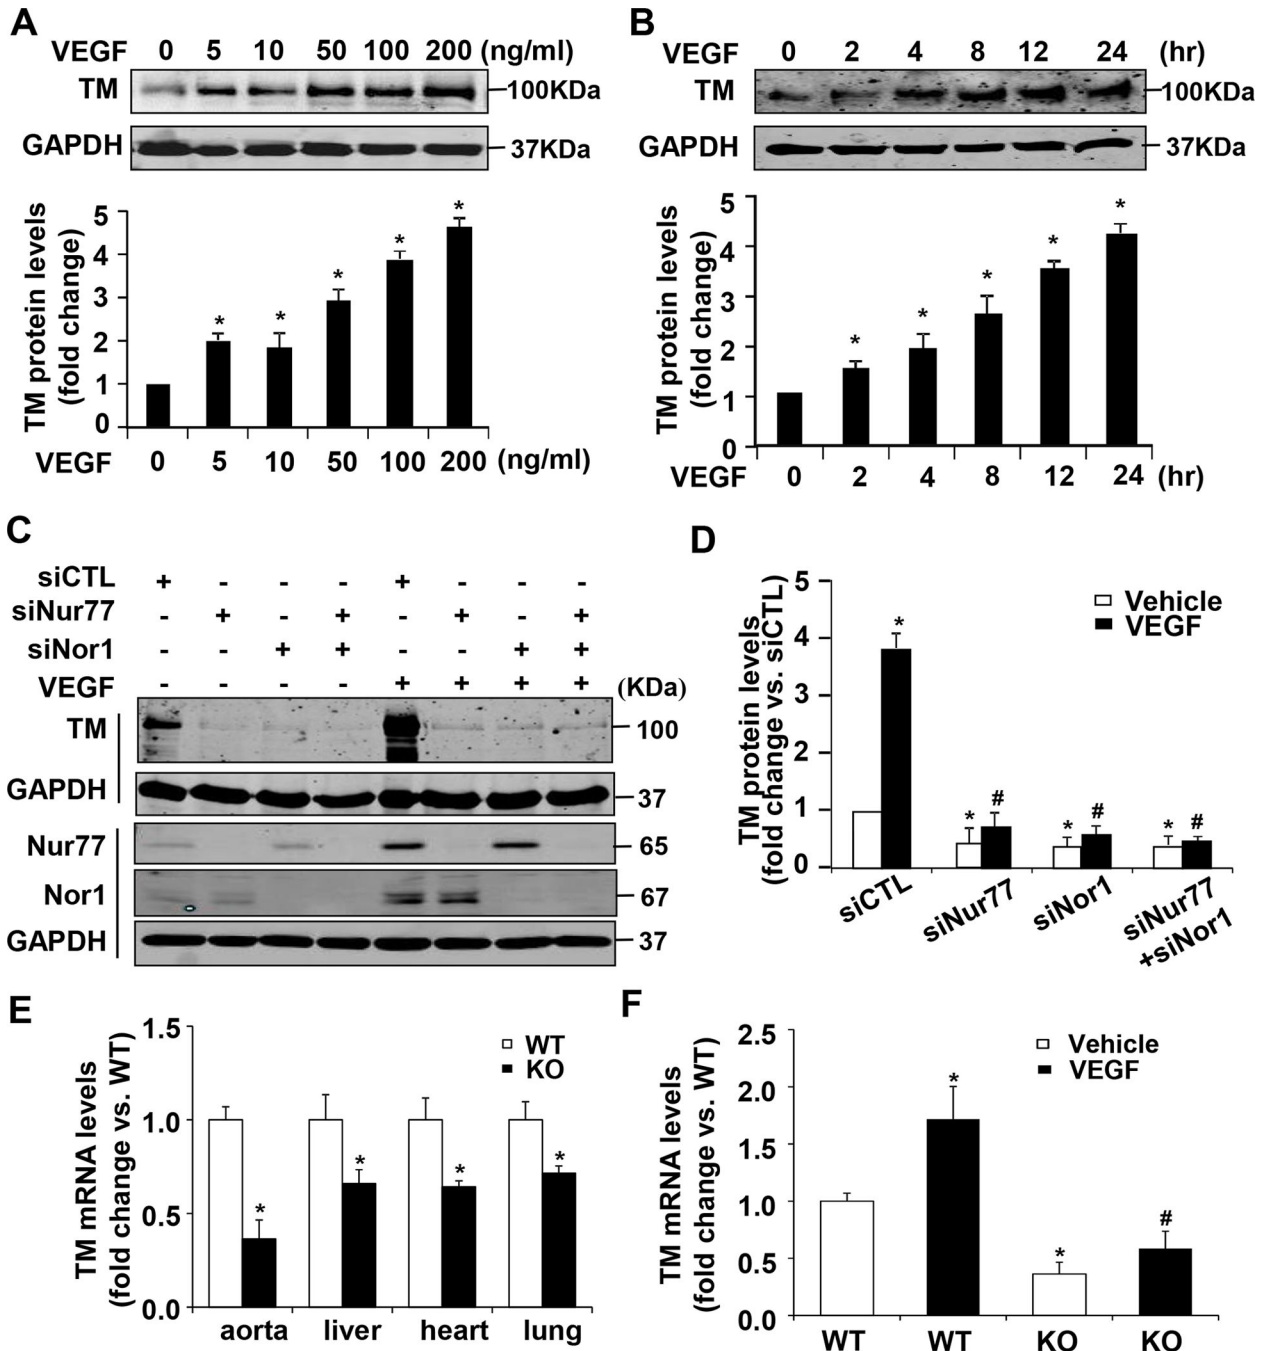 A
VEGF 0 5 10 50 100 200 (ng/ml)
TM 100KDa
GAPDH 37KDa
TM protein levels
(fold change)
5
4
3
2
1
0
* * * * *
VEGF 0 5 10 50 100 200 (ng/ml)
B
VEGF 0 2 4 8 12 24 (hr)
TM 100KDa
GAPDH 37KDa
TM protein levels
(fold change)
5
4
3
2
1
0
* * * * *
VEGF 0 2 4 8 12 24 (hr)
C
siCTL + - - - + - - -
siNur77 - + - + - + - +
siNor1 - - + + - - + +
VEGF - - - - + + + + (KDa)
TM 100
GAPDH 37
Nur77 65
Nor1 67
GAPDH 37
D
TM protein levels
(fold change vs. siCTL)
5
4
3
2
1
0
Vehicle
VEGF
* * # * # * #
siCTL
siNur77
siNor1
siNur77
+siNor1
E
TM mRNA levels
(fold change vs. WT)
1.5
1.0
0.5
0.0
WT
KO
* * * *
aorta liver heart lung
F
TM mRNA levels
(fold change vs. WT)
2.5
2.0
1.5
1.0
0.5
0.0
Vehicle
VEGF
* * #
WT WT KO KO